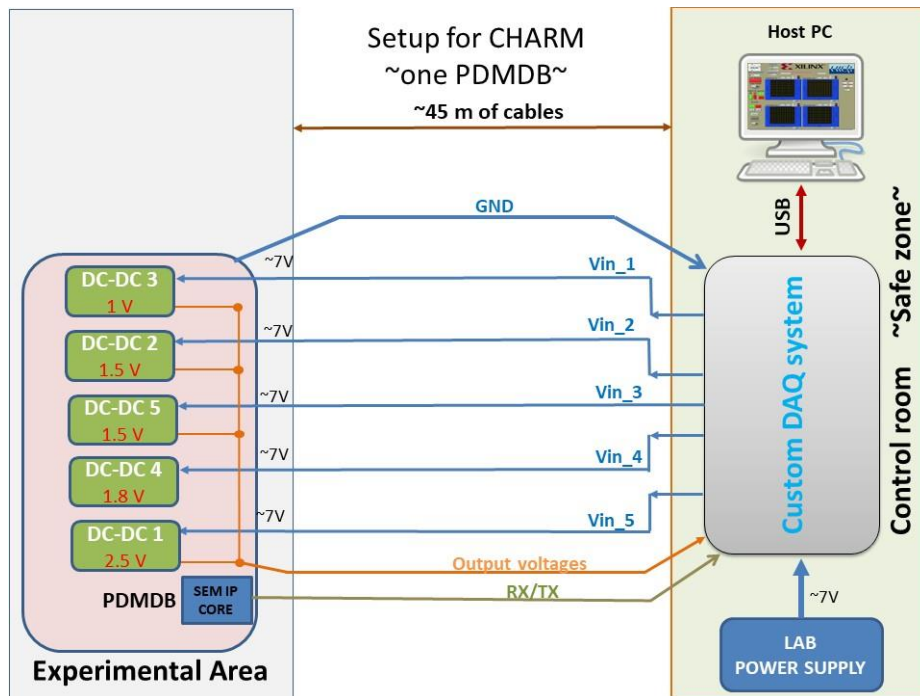 Setup for CHARM
~one PDMDB~
~45 m of cables
Host PC
XILINX
USB
GND
~7V
Vin_1
DC-DC 3
1 V
~7V
Vin_2
DC-DC 2
1.5 V
~7V
Vin_3
DC-DC 5
1.5 V
~7V
Vin_4
DC-DC 4
1.8 V
~7V
Vin_5
DC-DC 1
2.5 V
Output voltages
RX/TX
PDMDB
SEM IP
CORE
Experimental Area
Custom DAQ system
Control room ~Safe zone~
~7V
LAB
POWER SUPPLY